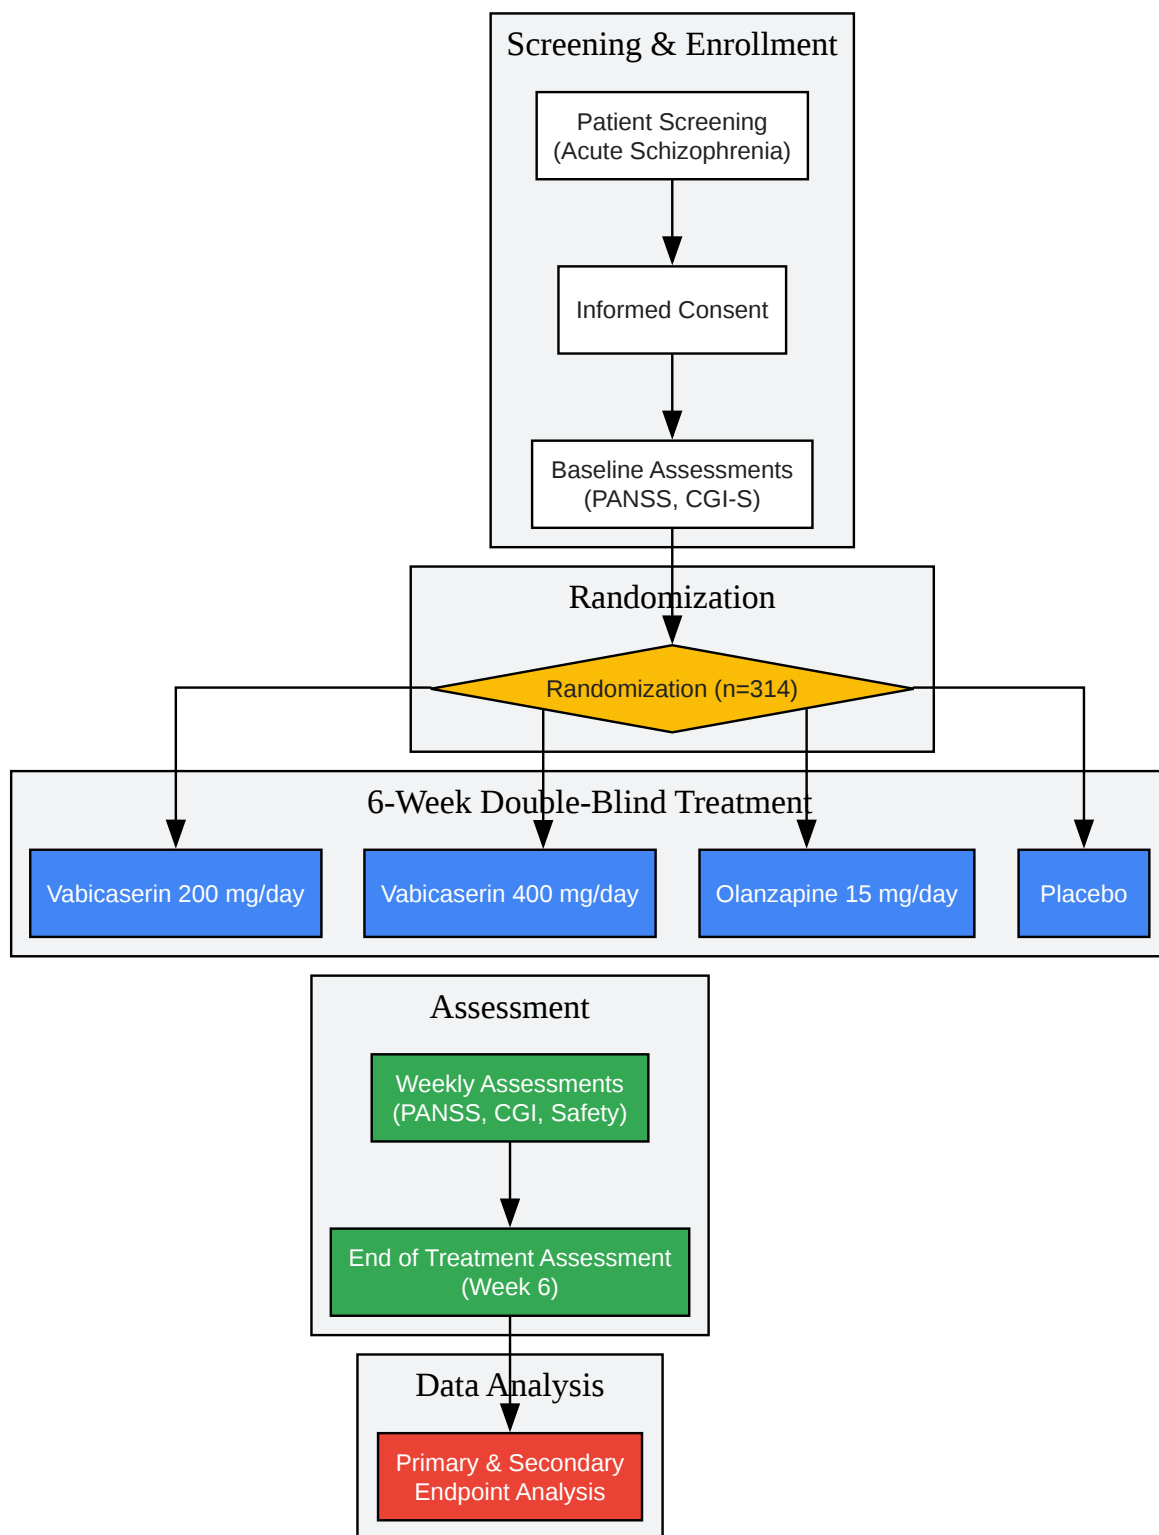 Screening & Enrollment
Patient Screening
(Acute Schizophrenia)
Informed Consent
Baseline Assessments
(PANSS, CGI-S)
Randomization
Randomization (n=314)
6-Week Double-Blind Treatment
Vabicaserin 200 mg/day
Vabicaserin 400 mg/day
Olanzapine 15 mg/day
Placebo
Assessment
Weekly Assessments
(PANSS, CGI, Safety)
End of Treatment Assessment
(Week 6)
Data Analysis
Primary & Secondary
Endpoint Analysis